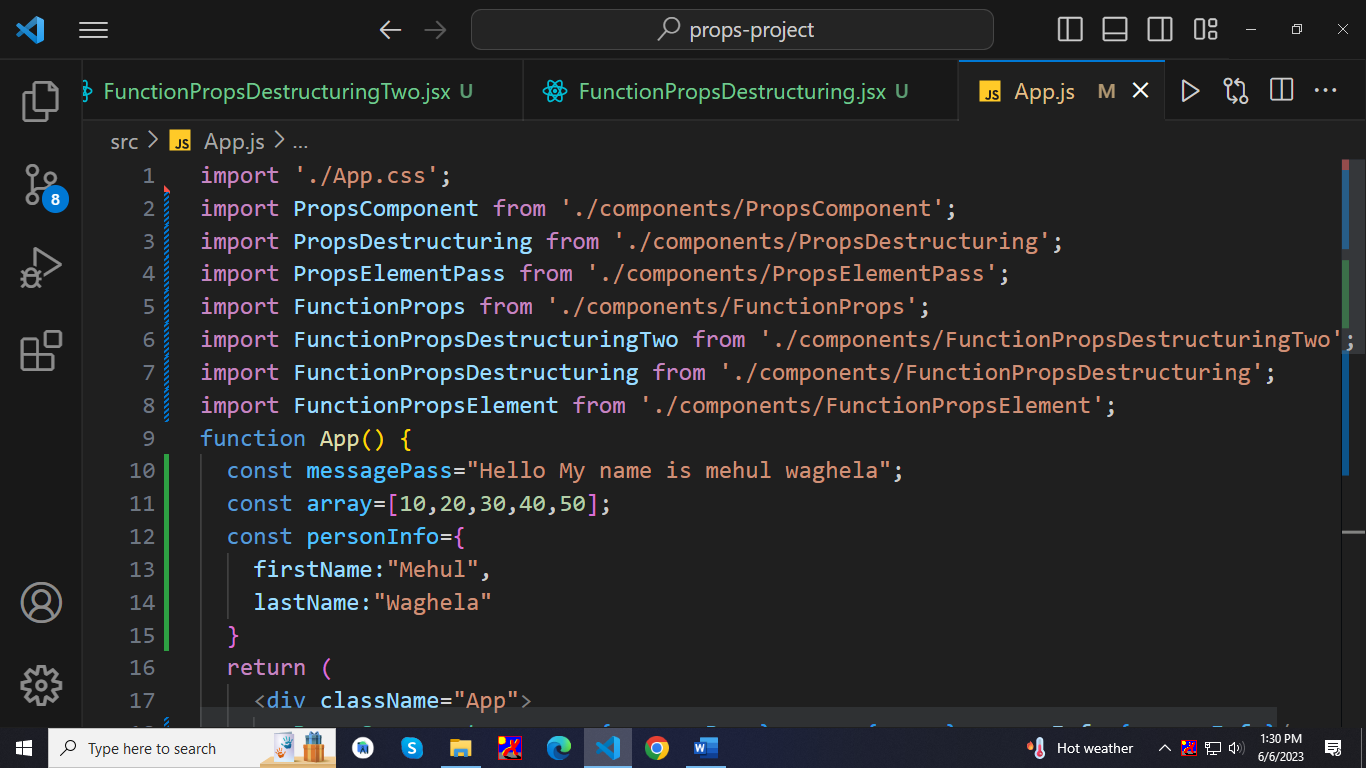 props-project
FunctionPropsDestructuringTwo.jsx U
FunctionPropsDestructuring.jsx U
JS App.js M
src > JS App.js > ...
8
1 import './App.css';
2 import PropsComponent from './components/PropsComponent';
3 import PropsDestructuring from './components/PropsDestructuring';
4 import PropsElementPass from './components/PropsElementPass';
5 import FunctionProps from './components/FunctionProps';
6 import FunctionPropsDestructuringTwo from './components/FunctionPropsDestructuringTwo';
7 import FunctionPropsDestructuring from './components/FunctionPropsDestructuring';
8 import FunctionPropsElement from './components/FunctionPropsElement';
9 function App() {
10   const messagePass="Hello My name is mehul waghela";
11   const array=[10,20,30,40,50];
12   const personInfo={
13     firstName:"Mehul",
14     lastName:"Waghela"
15   }
16   return (
17     <div className="App">
Type here to search
Hot weather
1:30 PM
6/6/2023